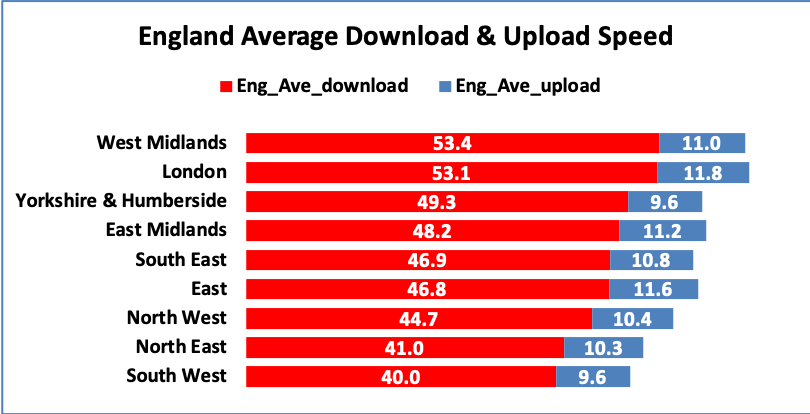 England Average Download & Upload Speed
Eng_Ave_download Eng_Ave_upload
West Midlands 53.4 11.0
London 53.1 11.8
Yorkshire & Humberside 49.3 9.6
East Midlands 48.2 11.2
South East 46.9 10.8
East 46.8 11.6
North West 44.7 10.4
North East 41.0 10.3
South West 40.0 9.6